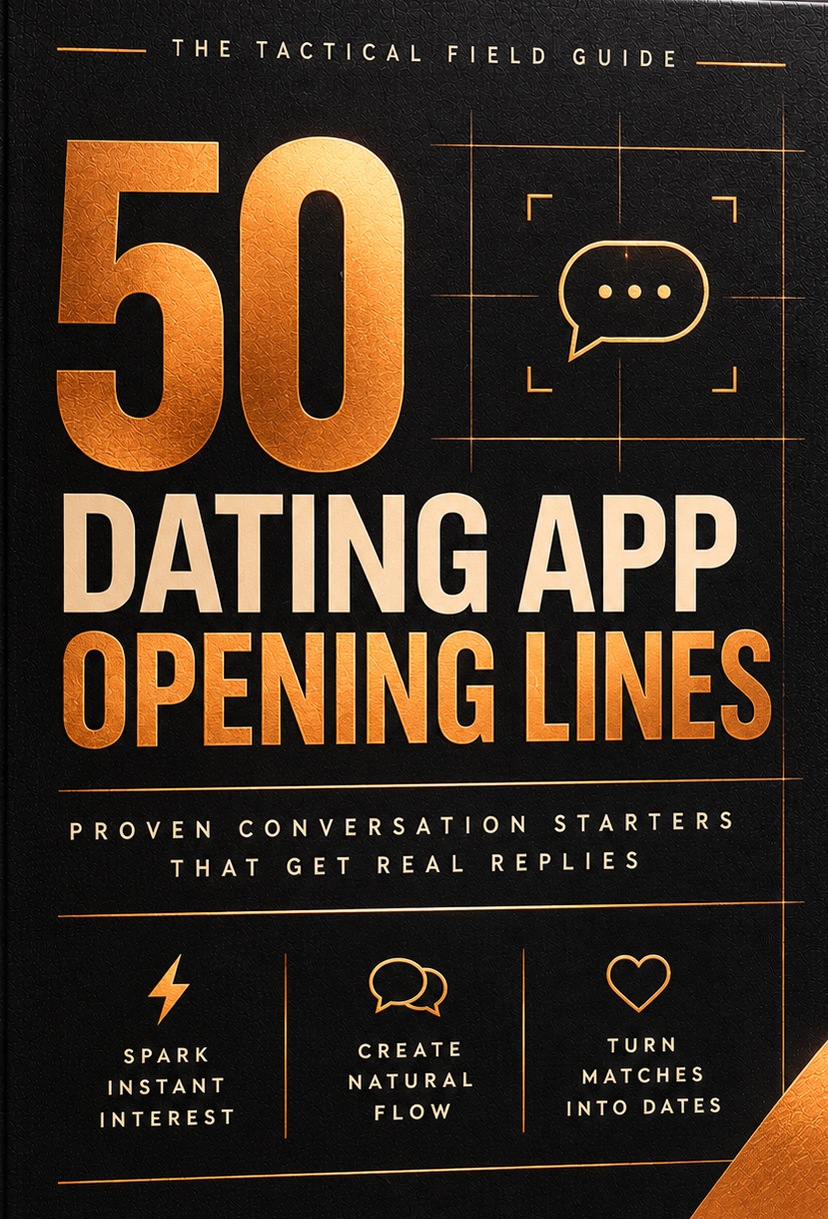 THE TACTICAL FIELD GUIDE
50
DATING APP
OPENING LINES
PROVEN CONVERSATION STARTERS
THAT GET REAL REPLIES
SPARK
INSTANT
INTEREST
CREATE
NATURAL
FLOW
TURN
MATCHES
INTO DATES